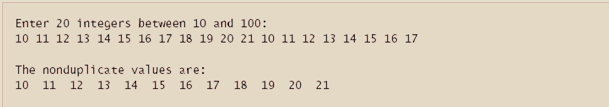 Enter 20 integers between 10 and 100:
10 11 12 13 14 15 16 17 18 19 20 21 10 11 12 13 14 15 16 17
The nonduplicate values are:
10 11 12 13 14 15 16 17 18 19 20 21